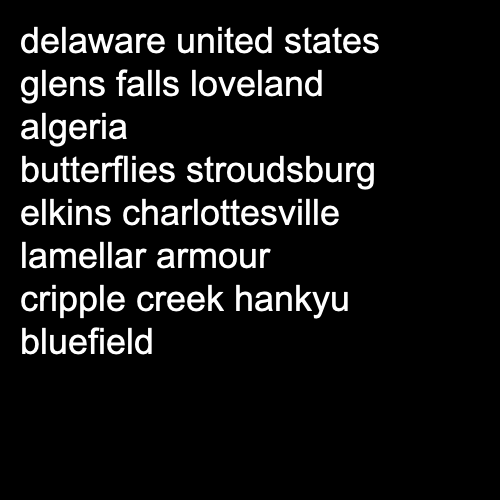 delaware united states
glens falls loveland
algeria
butterflies stroudsburg
elkins charlottesville
lamellar armour
cripple creek hankyu
bluefield